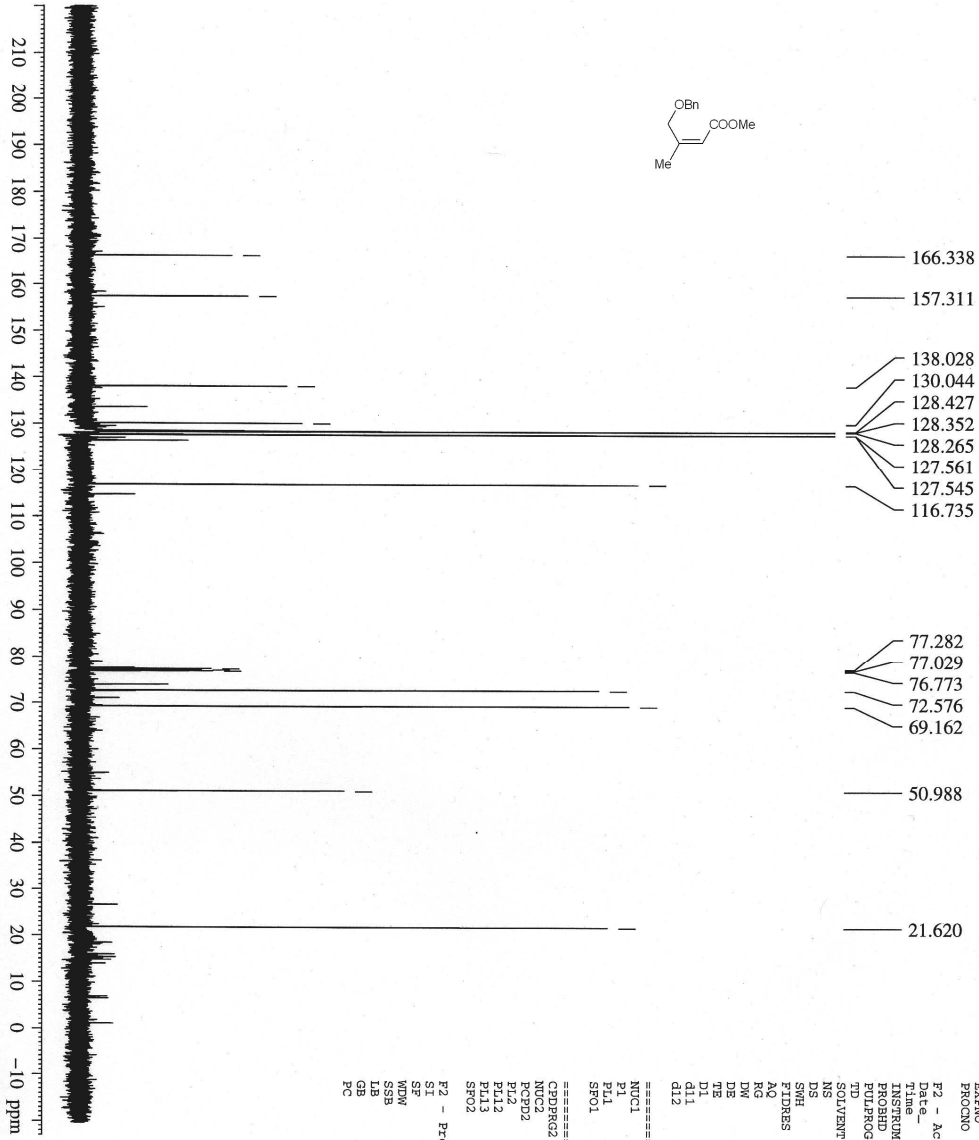 OBn
COOMe
Me
166.338
157.311
138.028
130.044
128.427
128.352
128.265
127.561
127.545
116.735
77.282
77.029
76.773
72.576
69.162
50.988
21.620
210
200
190
180
170
160
150
140
130
120
110
100
90
80
70
60
50
40
30
20
10
0
-10 ppm
PROCNO
F2 - Ac
Date_
Time
INSTRUM
PROBHD
PULPROG
TD
SOLVENT
NS
DS
SWH
FIDRES
AQ
RG
DW
DE
TE
D1
d11
d12
========
NUC1
P1
PL1
SFO1
========
CPDPRG2
NUC2
PCPD2
PL2
PL12
PL13
SFO2
F2 - Pr
SI
SF
WDW
SSB
LB
GB
PC